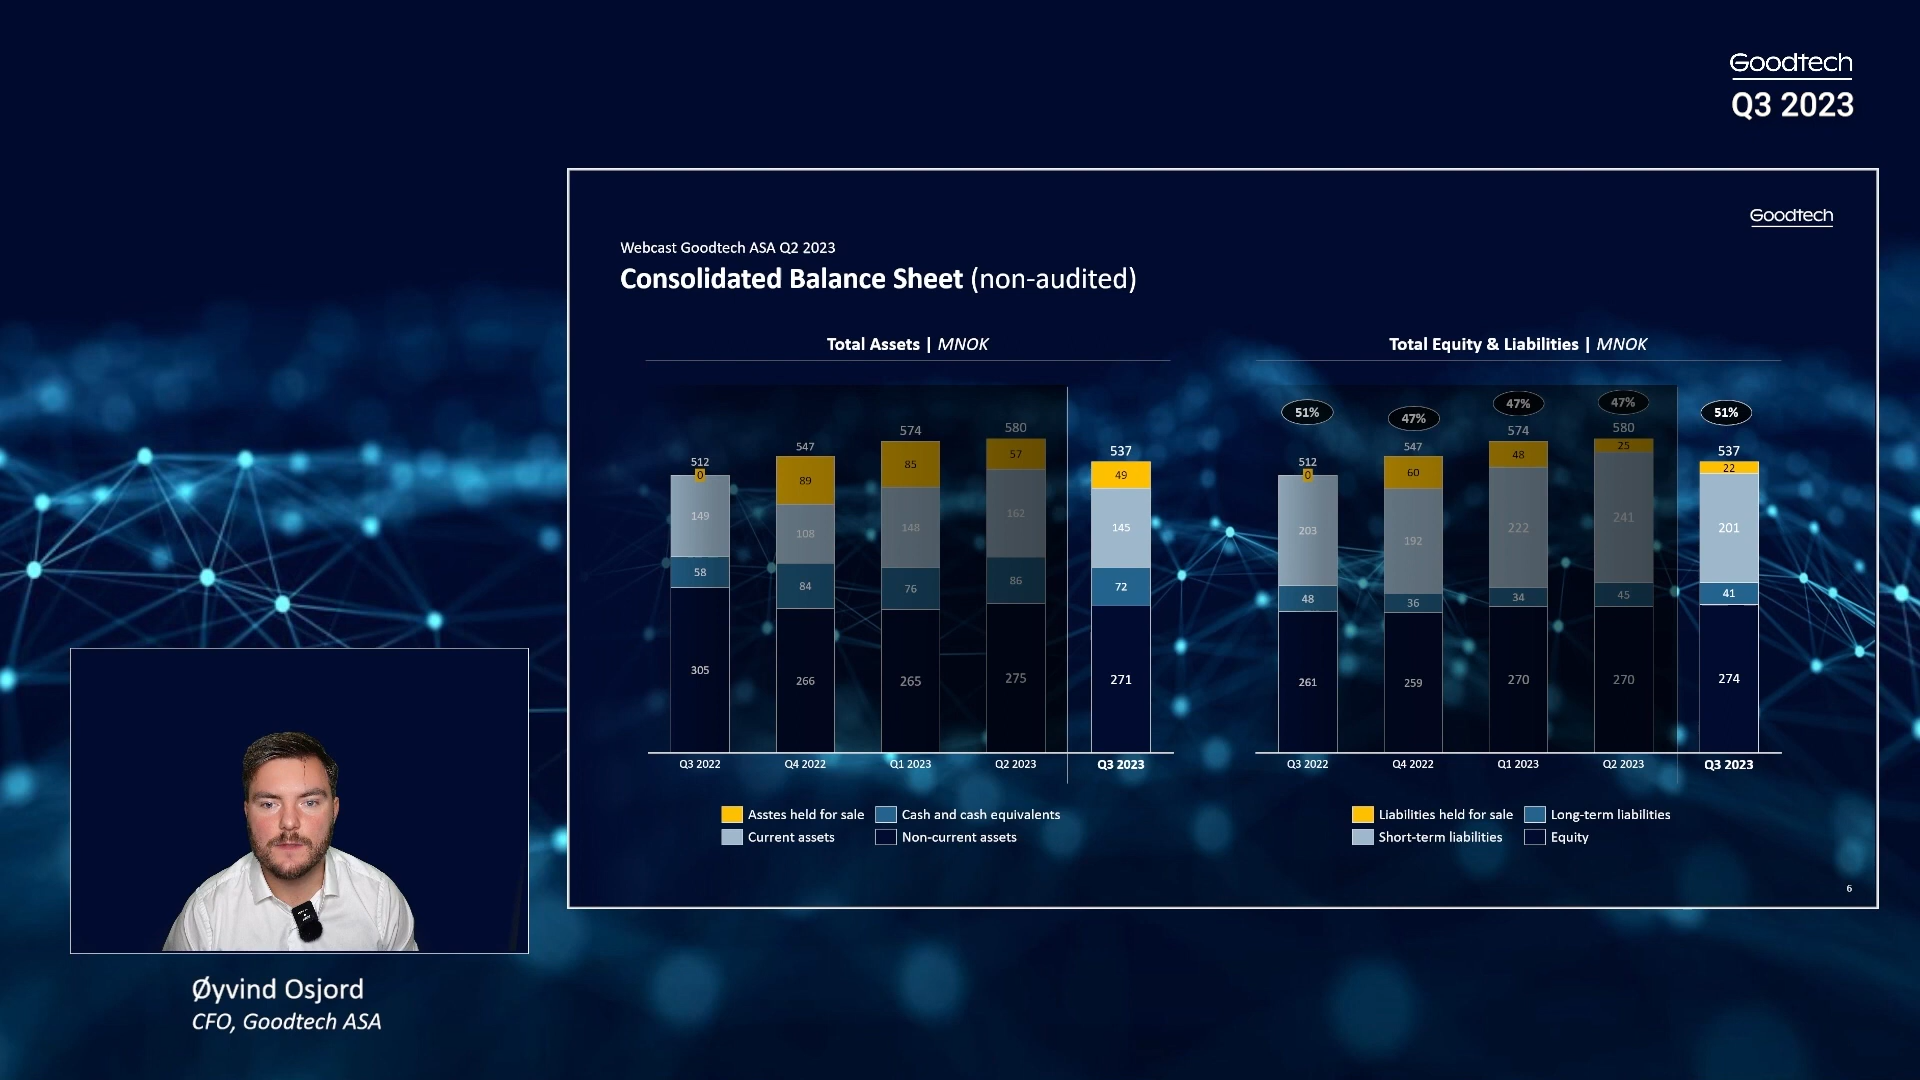 Goodtech
Q3 2023
Goodtech
Webcast Goodtech ASA Q2 2023
Consolidated Balance Sheet (non-audited)
Total Assets | MNOK
512
0
149
58
305
547
89
108
84
266
574
85
148
76
265
580
57
162
86
275
537
49
145
72
271
Q3 2022
Q4 2022
Q1 2023
Q2 2023
Q3 2023
Asstes held for sale
Cash and cash equivalents
Current assets
Non-current assets
Total Equity & Liabilities | MNOK
51%
512
0
203
48
261
47%
547
60
192
36
259
47%
574
48
222
34
270
47%
580
25
241
45
270
51%
537
22
201
41
274
Q3 2022
Q4 2022
Q1 2023
Q2 2023
Q3 2023
Liabilities held for sale
Long-term liabilities
Short-term liabilities
Equity
6
Øyvind Osjord
CFO, Goodtech ASA